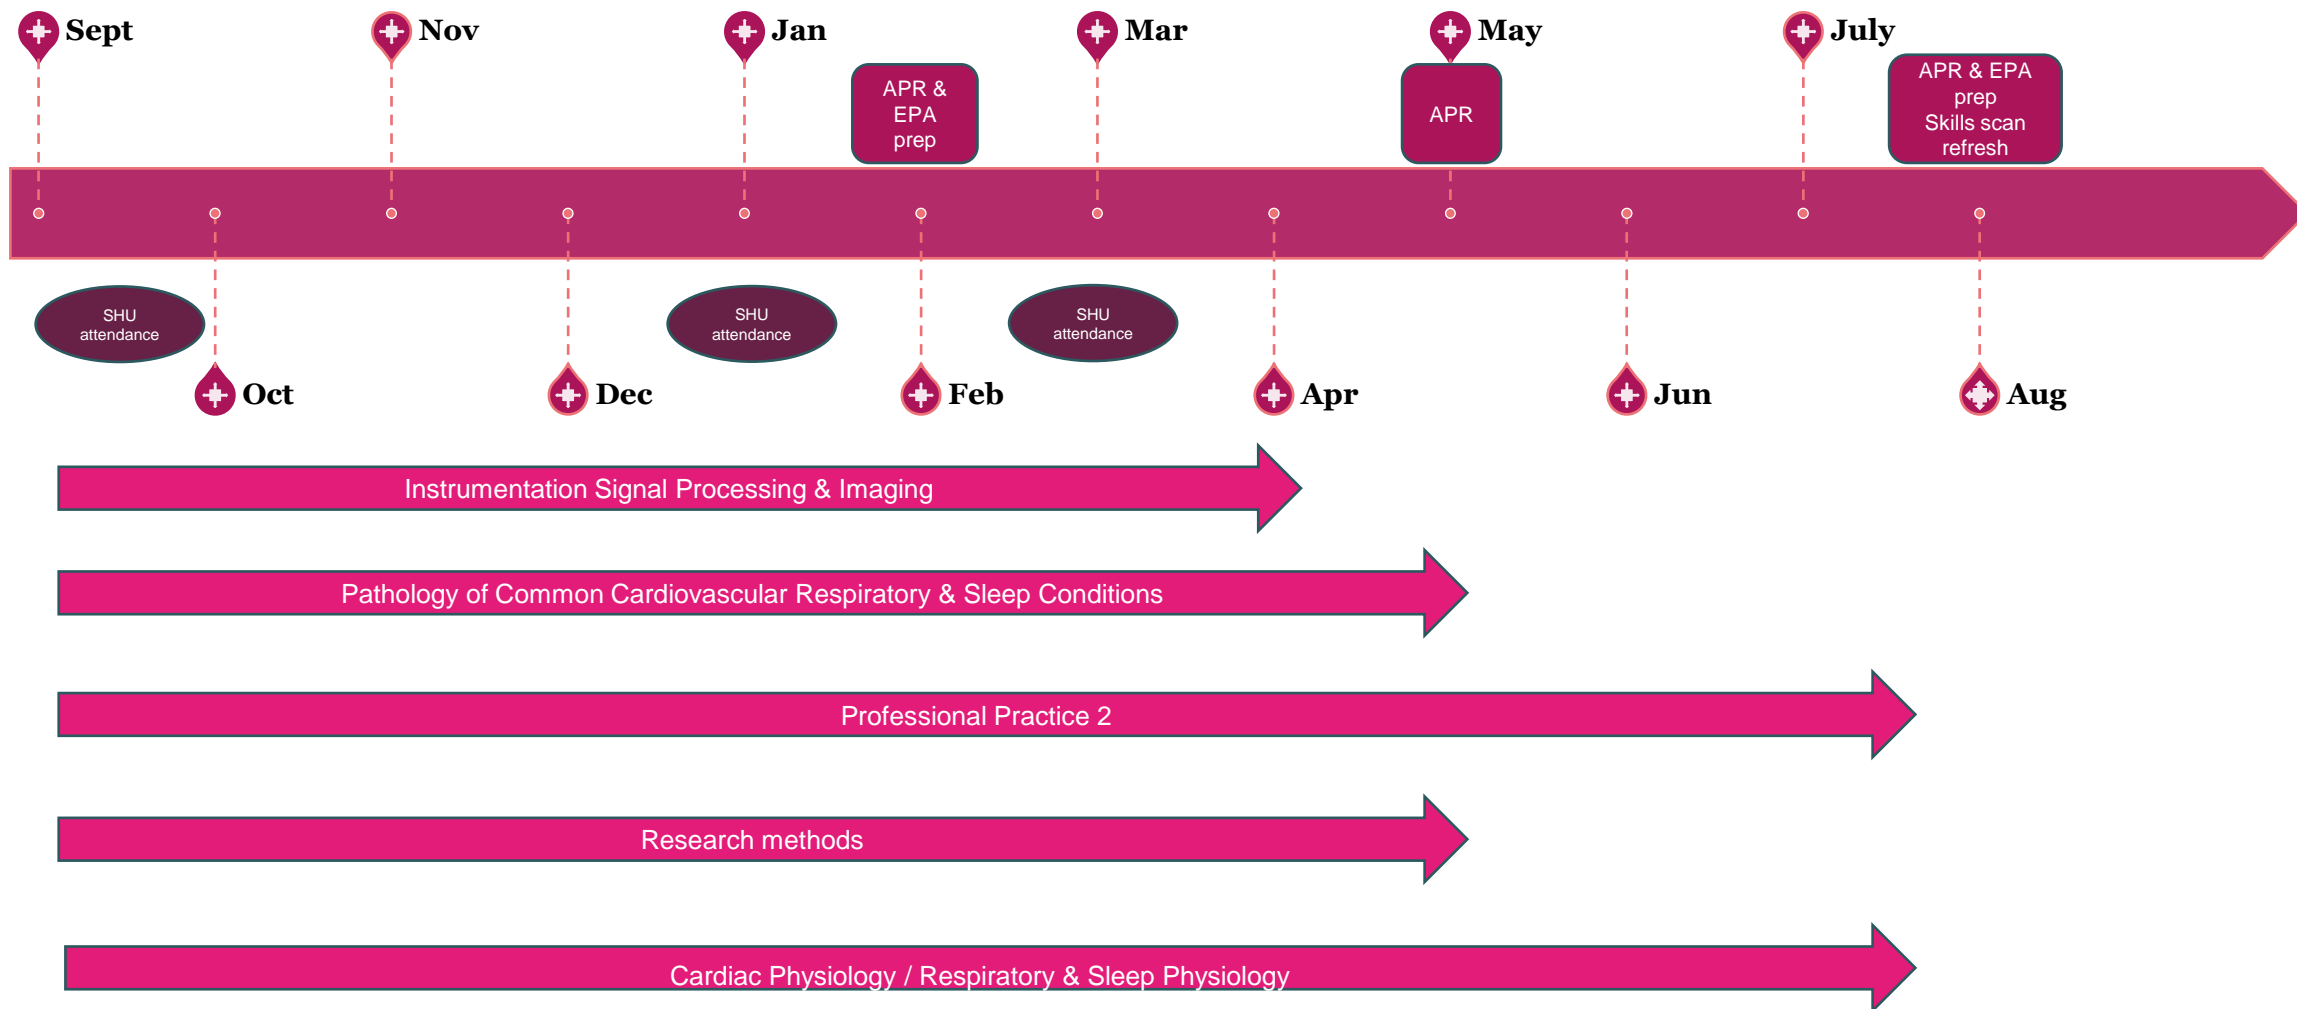 Sept
Nov
Jan
Mar
May
July
APR &
EPA
prep
APR
APR & EPA
prep
Skills scan
refresh
SHU
attendance
SHU
attendance
SHU
attendance
Oct
Dec
Feb
Apr
Jun
Aug
Instrumentation Signal Processing & Imaging
Pathology of Common Cardiovascular Respiratory & Sleep Conditions
Professional Practice 2
Research methods
Cardiac Physiology / Respiratory & Sleep Physiology